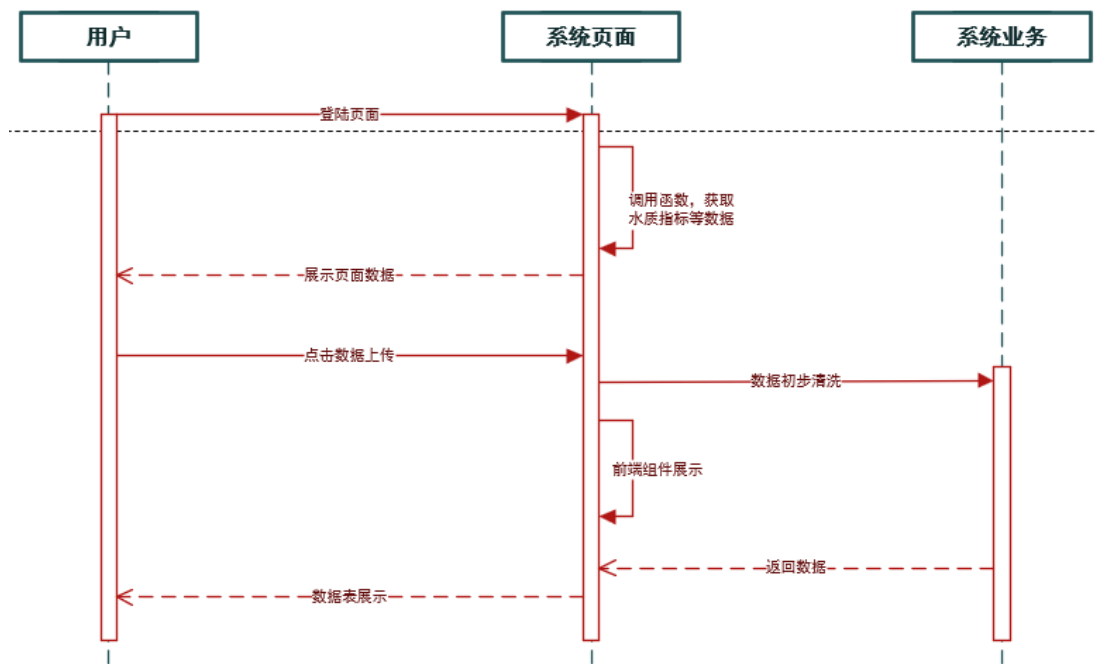 用户
系统页面
系统业务
登陆页面
调用函数，获取
水质指标等数据
展示页面数据
点击数据上传
数据初步清洗
前端组件展示
返回数据
数据表展示